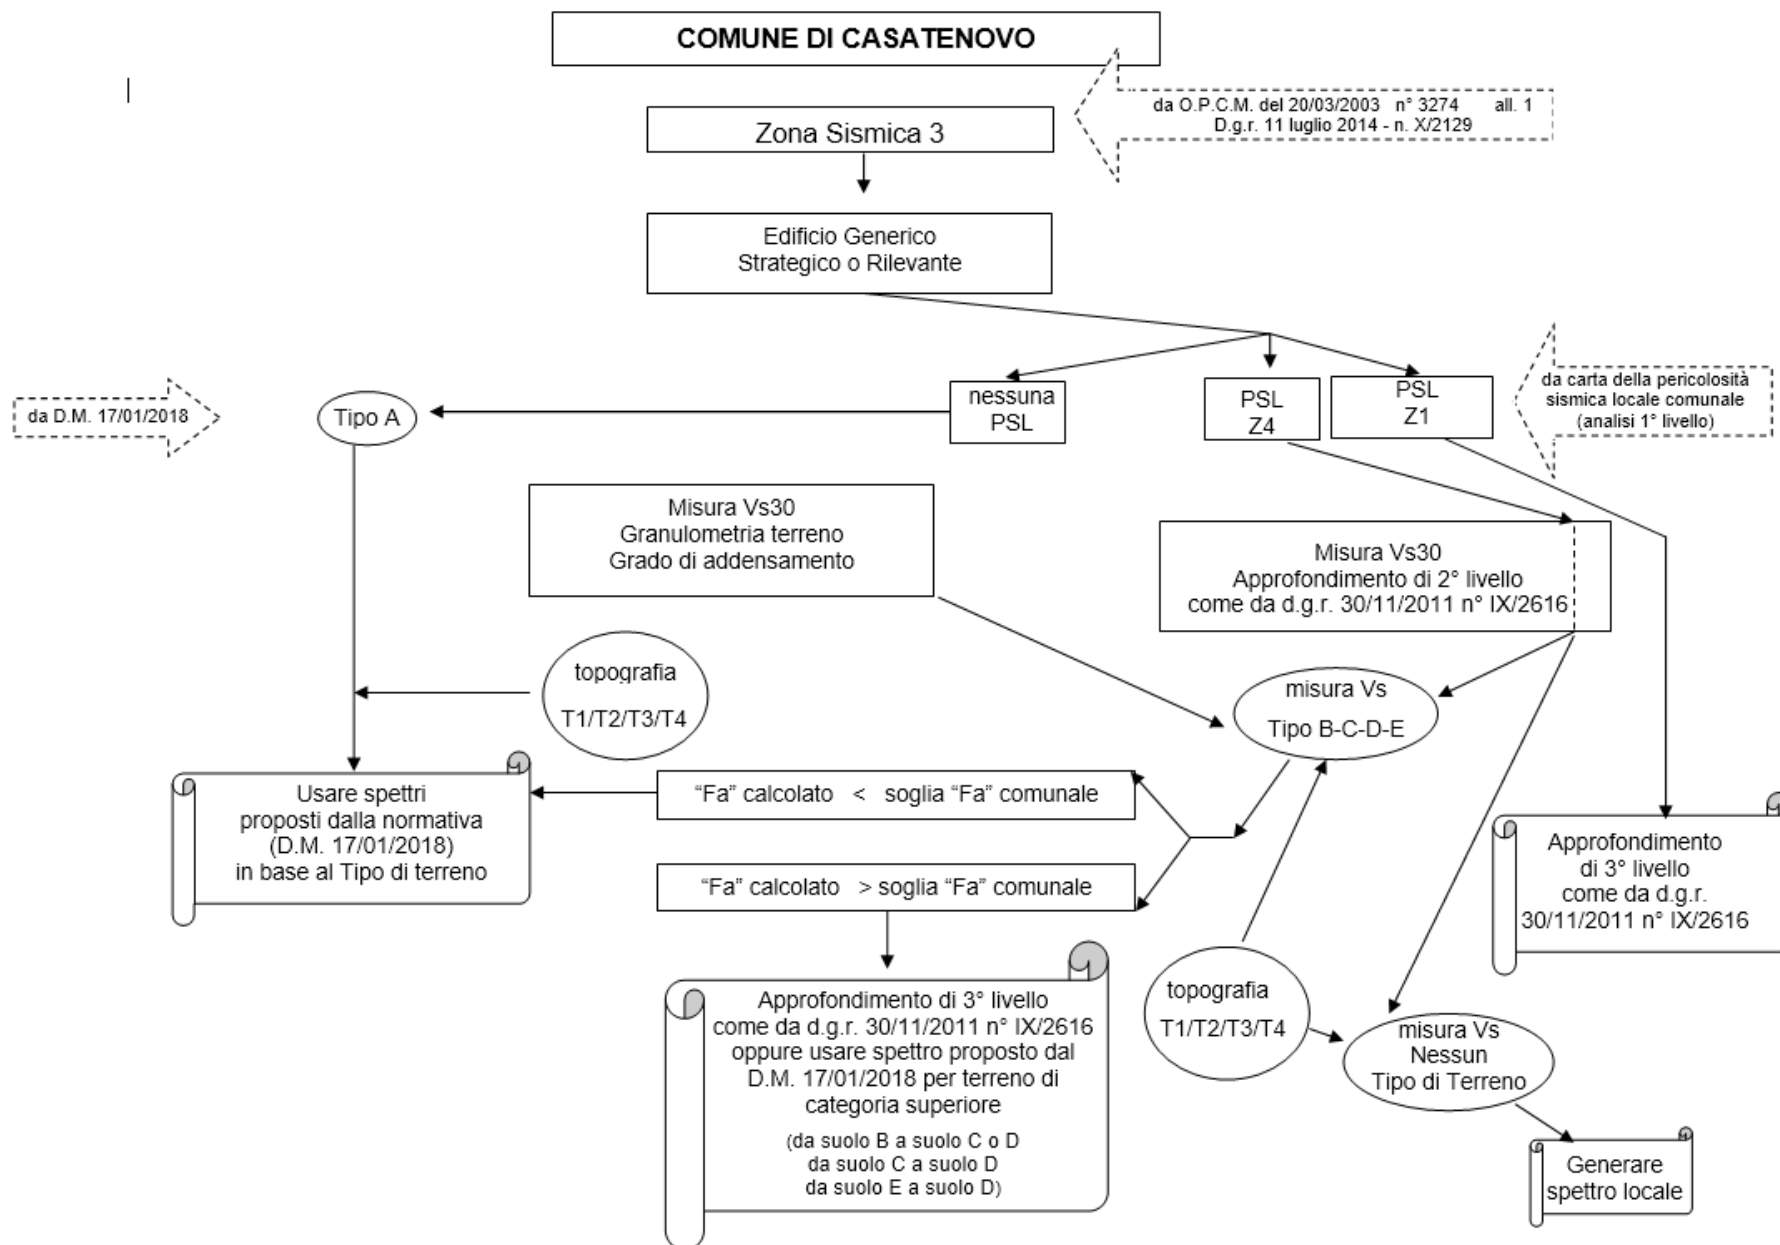 COMUNE DI CASATENOVO
da O.P.C.M. del 20/03/2003 n° 3274 all. 1
D.g.r. 11 luglio 2014 - n. X/2129
Zona Sismica 3
Edificio Generico
Strategico o Rilevante
da D.M. 17/01/2018
Tipo A
nessuna
PSL
PSL
Z4
PSL
Z1
da carta della pericolosità
sismica locale comunale
(analisi 1° livello)
Misura Vs30
Granulometria terreno
Grado di addensamento
Misura Vs30
Approfondimento di 2° livello
come da d.g.r. 30/11/2011 n° IX/2616
topografia
T1/T2/T3/T4
misura Vs
Tipo B-C-D-E
Usare spettri
proposti dalla normativa
(D.M. 17/01/2018)
in base al Tipo di terreno
“Fa” calcolato < soglia “Fa” comunale
“Fa” calcolato > soglia “Fa” comunale
Approfondimento
di 3° livello
come da d.g.r.
30/11/2011 n° IX/2616
Approfondimento di 3° livello
come da d.g.r. 30/11/2011 n° IX/2616
oppure usare spettro proposto dal
D.M. 17/01/2018 per terreno di
categoria superiore
(da suolo B a suolo C o D
da suolo C a suolo D
da suolo E a suolo D)
topografia
T1/T2/T3/T4
misura Vs
Nessun
Tipo di Terreno
Generare
spettro locale